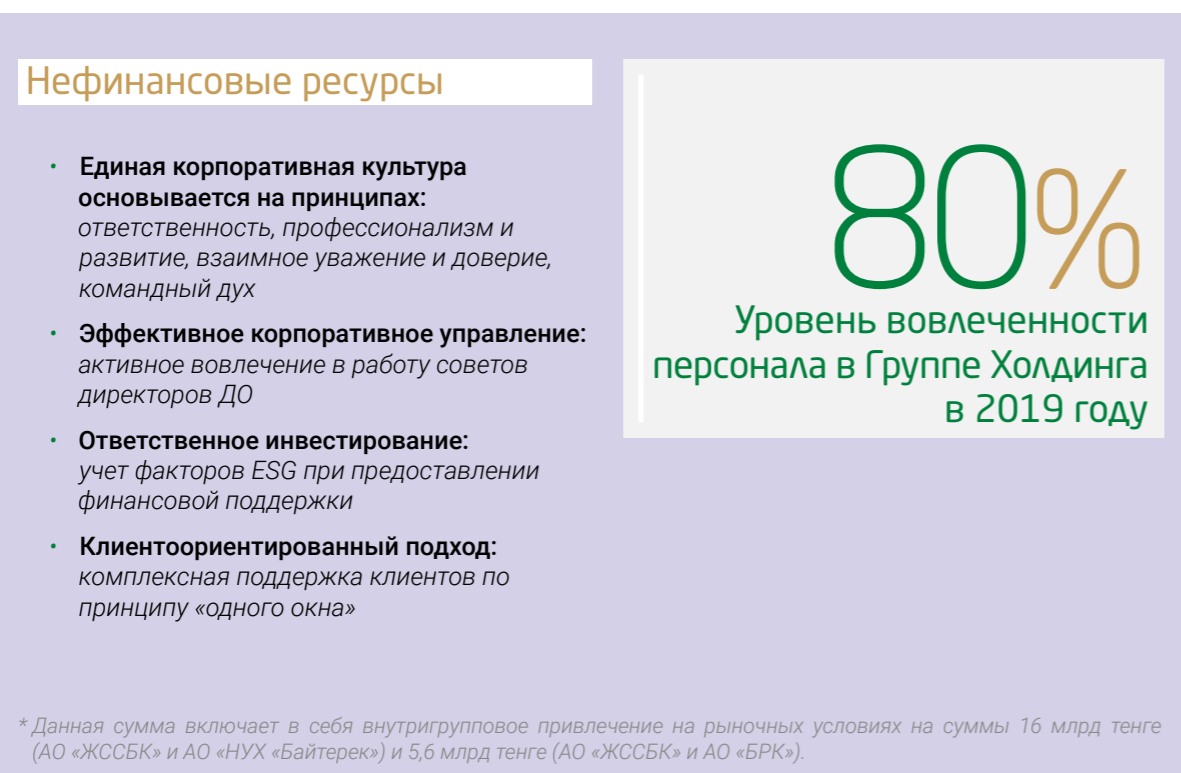 Нефинансовые ресурсы
• Единая корпоративная культура
основывается на принципах:
ответственность, профессионализм и
развитие, взаимное уважение и доверие,
командный дух
• Эффективное корпоративное управление:
активное вовлечение в работу советов
директоров ДО
• Ответственное инвестирование:
учет факторов ESG при предоставлении
финансовой поддержки
• Клиентоориентированный подход:
комплексная поддержка клиентов по
принципу «одного окна»
80%
Уровень вовлеченности
персонала в Группе Холдинга
в 2019 году
* Данная сумма включает в себя внутригрупповое привлечение на рыночных условиях на суммы 16 млрд тенге
(АО «ЖССБК» и АО «НУХ «Байтерек») и 5,6 млрд тенге (АО «ЖССБК» и АО «БРК»).